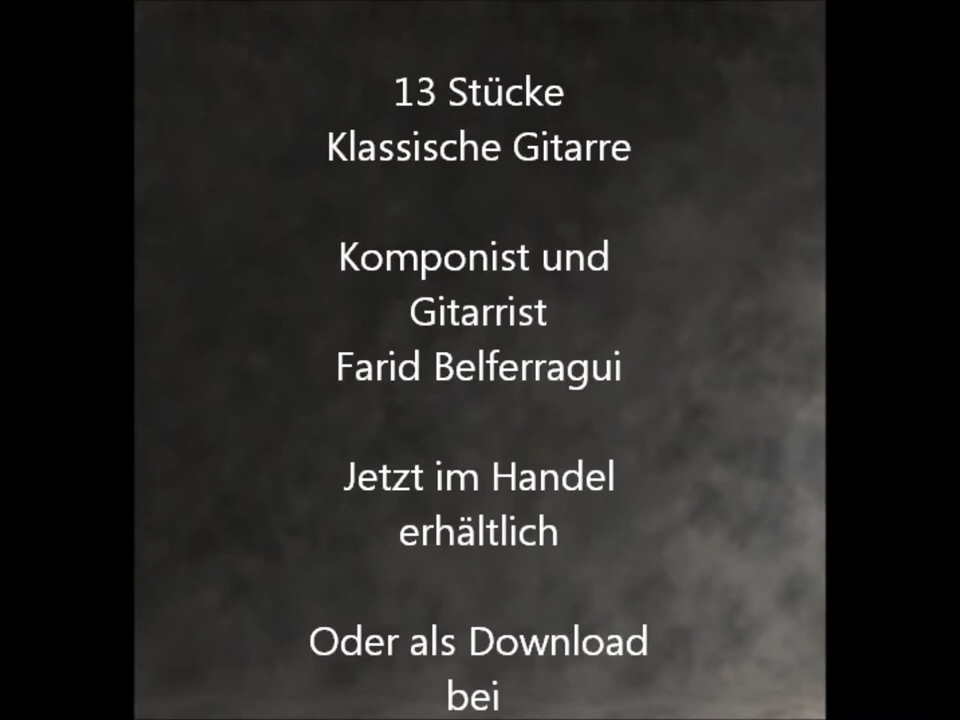 13 Stücke
Klassische Gitarre
Komponist und
Gitarrist
Farid Belferragui
Jetzt im Handel
erhältlich
Oder als Download
bei